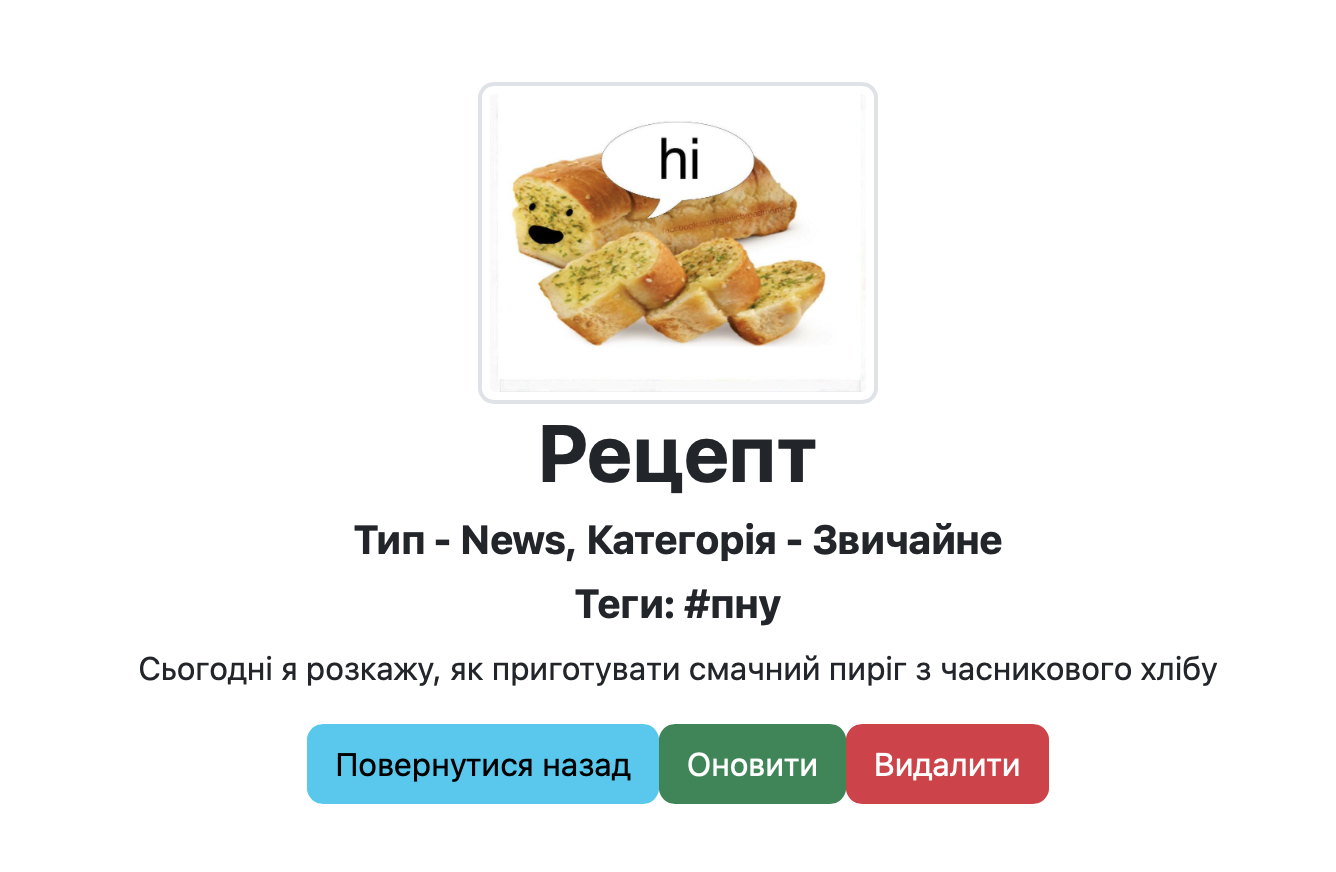 hi
Рецепт
Тип - News, Категорія - Звичайне
Теги: #пну
Сьогодні я розкажу, як приготувати смачний пиріг з часникового хлібу
Повернутися назад
Оновити
Видалити